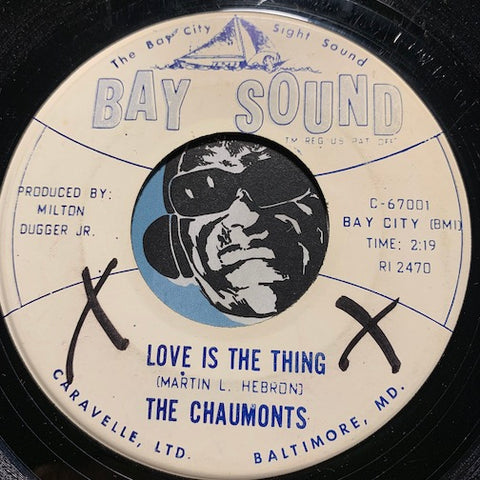 The Bay City Sight Sound
BAY SOUND
TM REG US PAT OFF
PRODUCED BY:
MILTON
DUGGER JR.
C-67001
BAY CITY (BMI)
TIME: 2:19
RI 2470
X X
LOVE IS THE THING
(MARTIN L. HEBRON)
THE CHAUMONTS
CARAVELLE, LTD. BALTIMORE, MD.